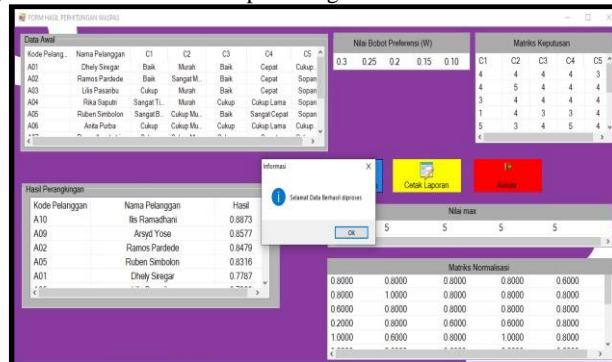 FORM HASIL PERHITUNGAN WASPAS
Data Awal
Kode Pelang... Nama Pelanggan C1 C2 C3 C4 C5
A01 Dhely Siregar Baik Murah Baik Cepat Cukup
A02 Ramos Pardede Baik Sangat M... Baik Cepat Sopan
A03 Lilis Pasaribu Cukup Murah Baik Cepat Sopan
A04 Rika Saputri Sangat Ti... Murah Cukup Cukup Lama Sopan
A05 Ruben Simbolon Sangat B... Cukup Mu... Baik Sangat Cepat Sopan
A06 Anita Purba Cukup Cukup Mu... Cukup Cukup Lama Cukup
Nilai Bobot Preferensi (W)
0.3 0.25 0.2 0.15 0.10
Matriks Keputusan
C1 C2 C3 C4 C5
4 4 4 4 3
4 5 4 4 4
3 4 4 4 4
1 4 3 3 4
5 3 4 5 4
Informasi
Selamat Data Berhasil diproses
OK
Cetak Laporan
Keluar
Hasil Perangkingan
Kode Pelanggan Nama Pelanggan Hasil
A10 Ilis Ramadhani 0.8873
A09 Arsyd Yose 0.8577
A02 Ramos Pardede 0.8479
A05 Ruben Simbolon 0.8316
A01 Dhely Siregar 0.7787
Nilai max
5 5 5 5
Matriks Normalisasi
0.8000 0.8000 0.8000 0.8000 0.6000
0.8000 1.0000 0.8000 0.8000 0.8000
0.6000 0.8000 0.8000 0.8000 0.8000
0.2000 0.8000 0.6000 0.6000 0.8000
1.0000 0.6000 0.8000 1.0000 0.8000